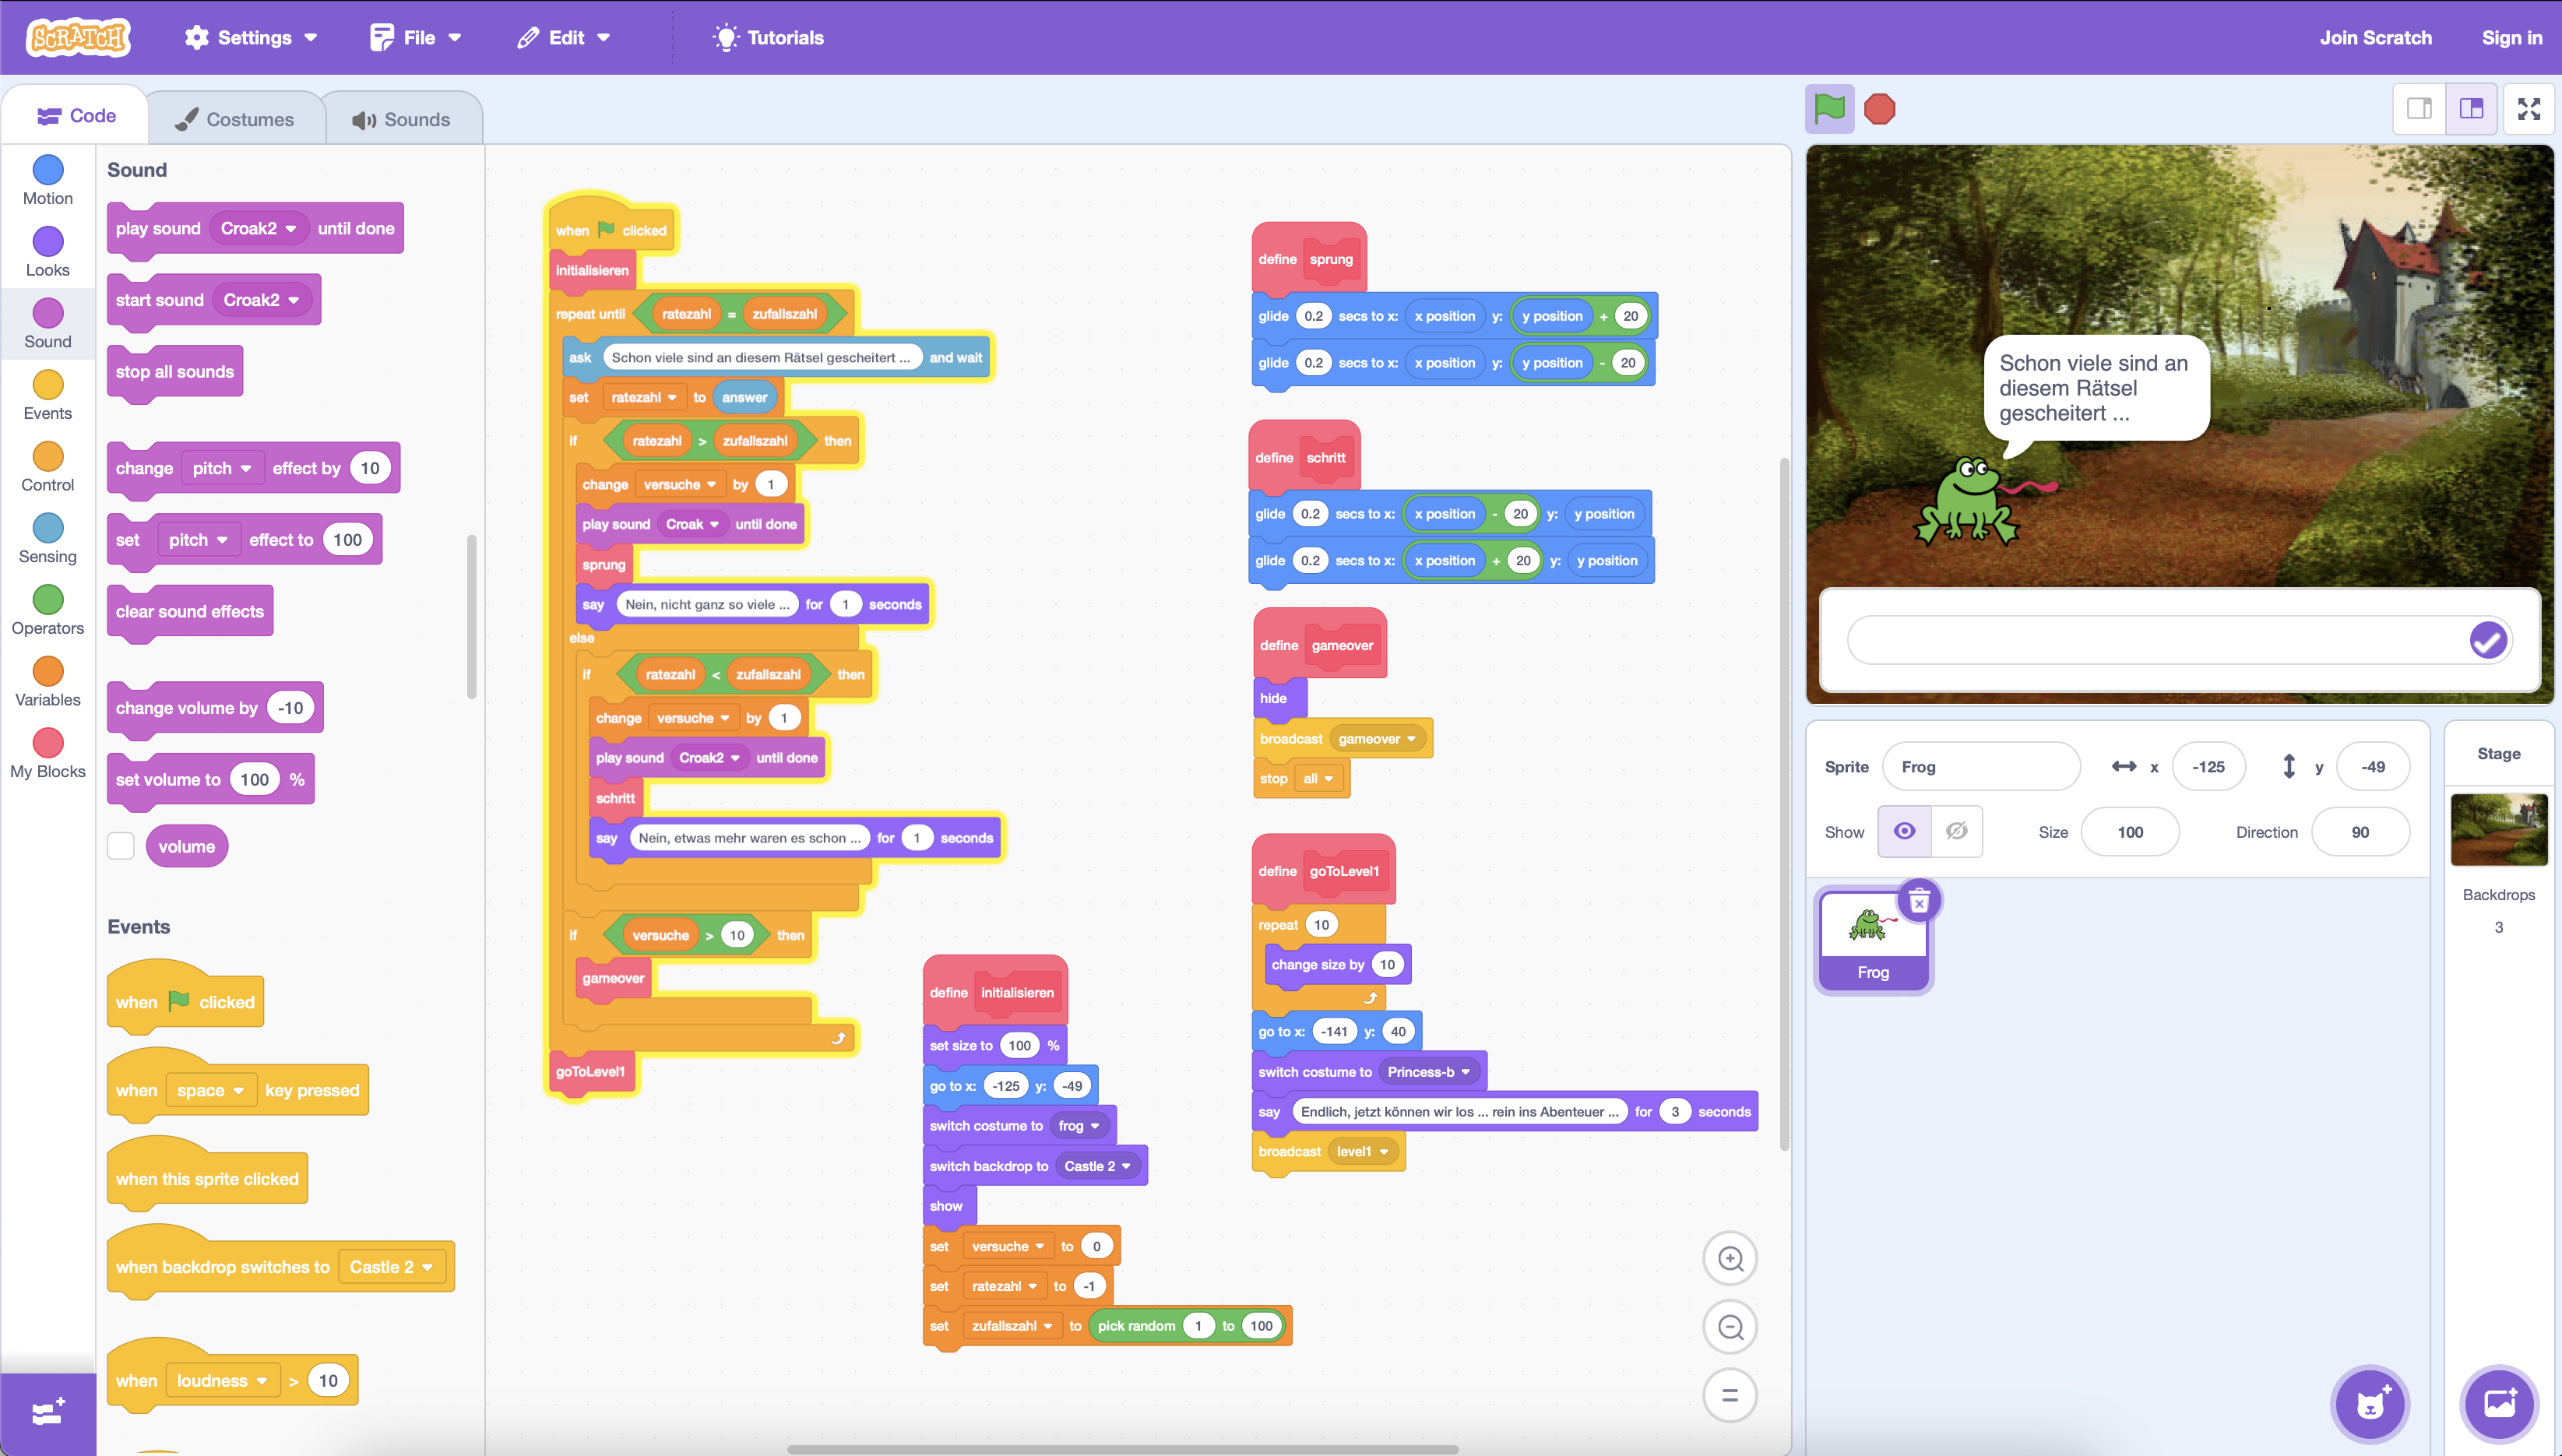 SCRATCH Settings File Edit Tutorials Join Scratch Sign in
Code Costumes Sounds
Motion
Looks
Sound
Events
Control
Sensing
Operators
Variables
My Blocks
Sound
play sound Croak2 until done
start sound Croak2
stop all sounds
change pitch effect by 10
set pitch effect to 100
clear sound effects
change volume by -10
set volume to 100 %
volume
Events
when clicked
when space key pressed
when this sprite clicked
when backdrop switches to Castle 2
when loudness > 10
when clicked
initialisieren
repeat until ratezahl = zufallszahl
ask Schon viele sind an diesem Rätsel gescheitert ... and wait
set ratezahl to answer
if ratezahl > zufallszahl then
change versuche by 1
play sound Croak until done
sprung
say Nein, nicht ganz so viele ... for 1 seconds
else
if ratezahl < zufallszahl then
change versuche by 1
play sound Croak2 until done
schritt
say Nein, etwas mehr waren es schon ... for 1 seconds
if versuche > 10 then
gameover
goToLevel1
define initialisieren
set size to 100 %
go to x: -125 y: -49
switch costume to frog
switch backdrop to Castle 2
show
set versuche to 0
set ratezahl to -1
set zufallszahl to pick random 1 to 100
define sprung
glide 0.2 secs to x: x position y: y position + 20
glide 0.2 secs to x: x position y: y position - 20
define schritt
glide 0.2 secs to x: x position - 20 y: y position
glide 0.2 secs to x: x position + 20 y: y position
define gameover
hide
broadcast gameover
stop all
define goToLevel1
repeat 10
change size by 10
go to x: -141 y: 40
switch costume to Princess-b
say Endlich, jetzt können wir los ... rein ins Abenteuer ... for 3 seconds
broadcast level1
Schon viele sind an
diesem Rätsel
gescheitert ...
Sprite Frog x -125 y -49
Show Size 100 Direction 90
Frog
Stage
Backdrops
3